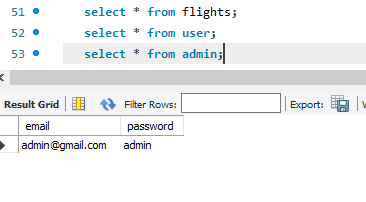 51 select * from flights;
52 select * from user;
53 select * from admin;
Result Grid Filter Rows: Export:
email password
admin@gmail.com admin